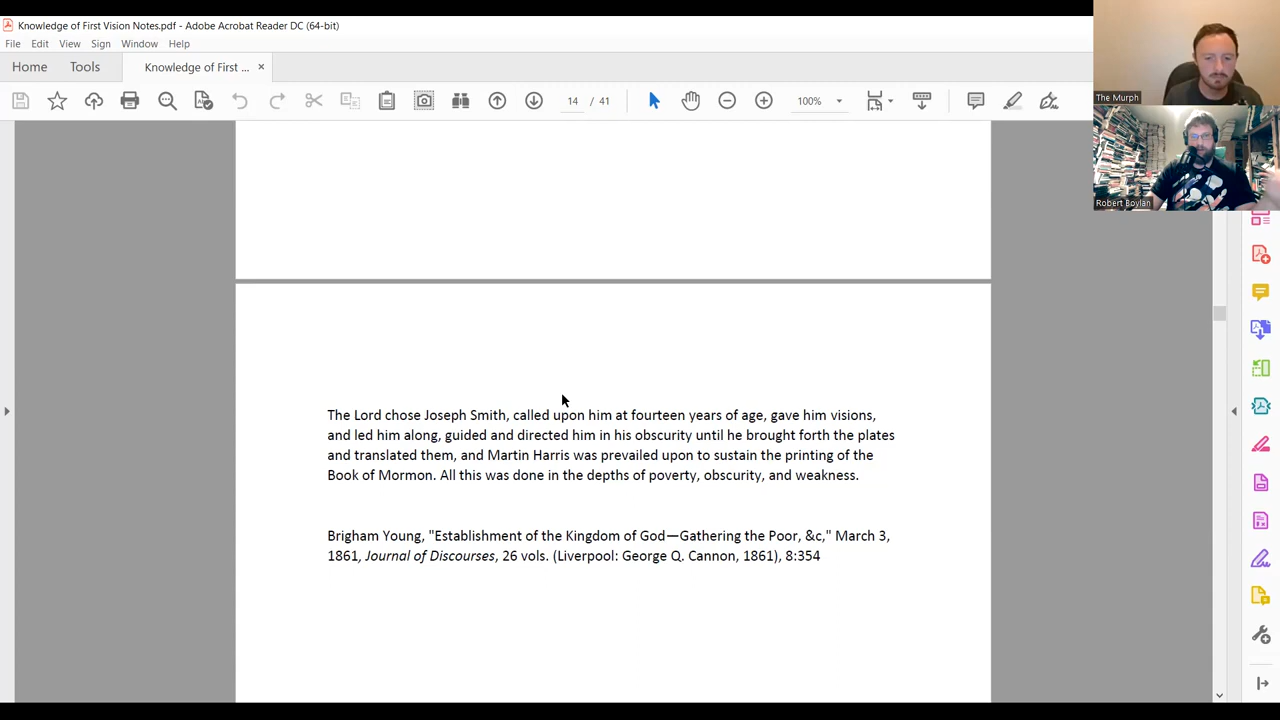 Knowledge of First Vision Notes.pdf - Adobe Acrobat Reader DC (64-bit)
File Edit View Sign Window Help
Home Tools Knowledge of First ... ×
14 / 41 100%
The Murph
Robert Boylan
The Lord chose Joseph Smith, called upon him at fourteen years of age, gave him visions,
and led him along, guided and directed him in his obscurity until he brought forth the plates
and translated them, and Martin Harris was prevailed upon to sustain the printing of the
Book of Mormon. All this was done in the depths of poverty, obscurity, and weakness.
Brigham Young, "Establishment of the Kingdom of God—Gathering the Poor, &c," March 3,
1861, Journal of Discourses, 26 vols. (Liverpool: George Q. Cannon, 1861), 8:354